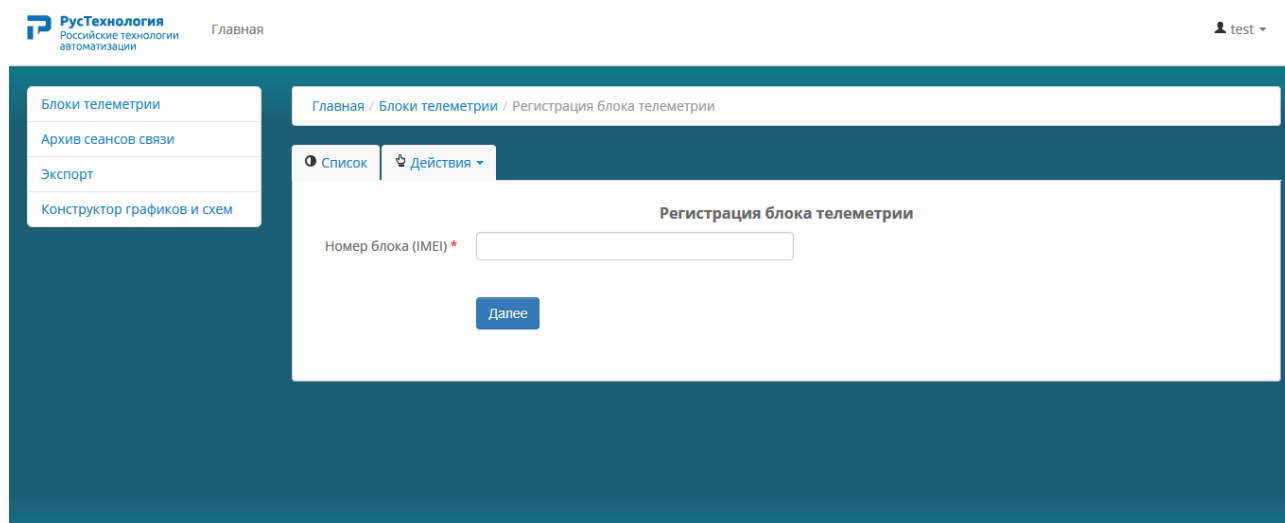 РусТехнология
Российские технологии
автоматизации
Главная
test
Блоки телеметрии
Архив сеансов связи
Экспорт
Конструктор графиков и схем
Главная / Блоки телеметрии / Регистрация блока телеметрии
Список
Действия
Регистрация блока телеметрии
Номер блока (IMEI) *
Далее